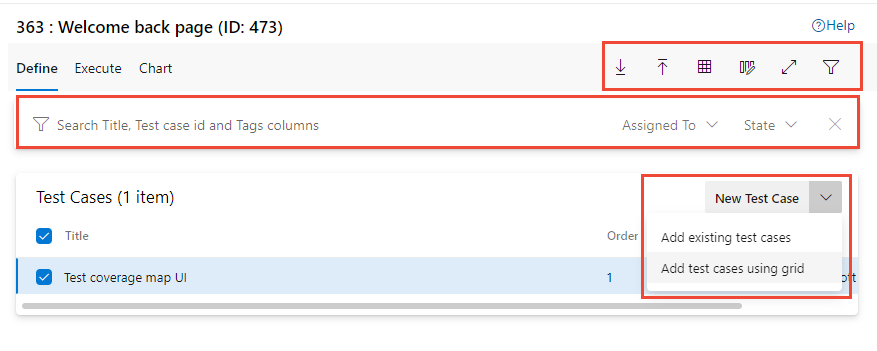 363 : Welcome back page (ID: 473)
Help
Define Execute Chart
Search Title, Test case id and Tags columns Assigned To State
Test Cases (1 item)
New Test Case
Title Order
Add existing test cases
Test coverage map UI 1
Add test cases using grid
ott